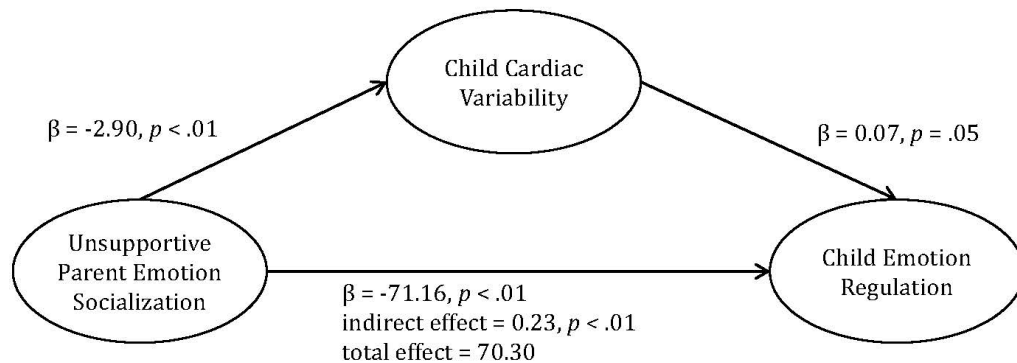 Child Cardiac
Variability
β = -2.90, p < .01
β = 0.07, p = .05
Unsupportive
Parent Emotion
Socialization
Child Emotion
Regulation
β = -71.16, p < .01
indirect effect = 0.23, p < .01
total effect = 70.30